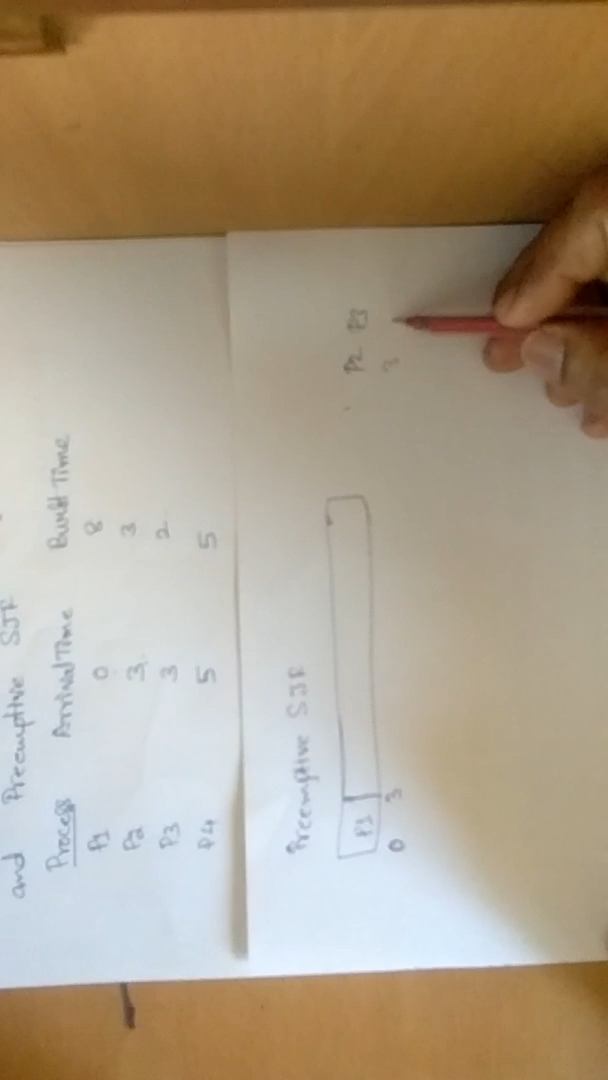 and Preemptive SJF
Process Arrival Time Burst Time
P1 0 8
P2 3 3
P3 3 2
P4 5 5
Preemptive SJF
P1
0 3
P2 P3
3